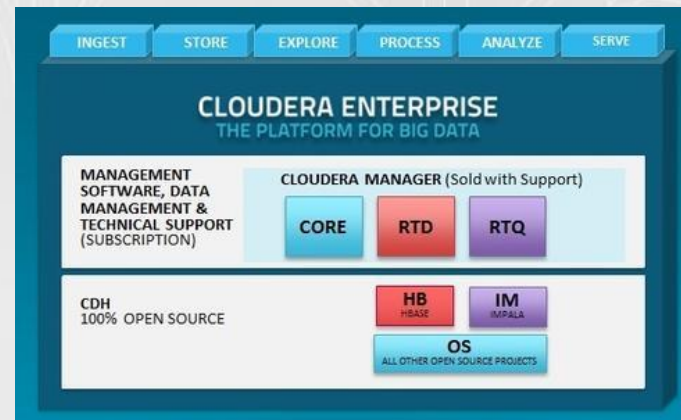 INGEST STORE EXPLORE PROCESS ANALYZE SERVE
CLOUDERA ENTERPRISE
THE PLATFORM FOR BIG DATA
MANAGEMENT
SOFTWARE, DATA
MANAGEMENT &
TECHNICAL SUPPORT
(SUBSCRIPTION)
CLOUDERA MANAGER (Sold with Support)
CORE RTD RTQ
CDH
100% OPEN SOURCE
HB
HBASE
IM
IMPALA
OS
ALL OTHER OPEN SOURCE PROJECTS